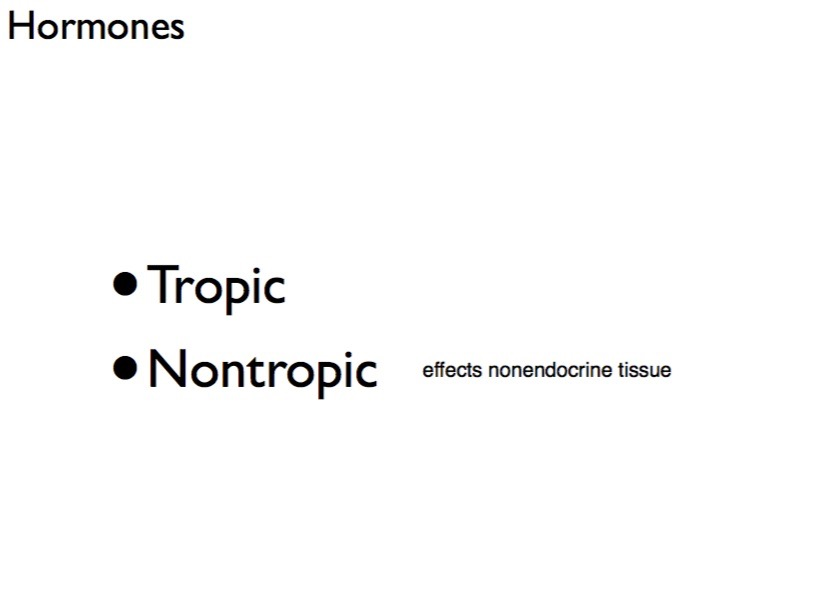 Hormones
• Tropic
• Nontropic effects nonendocrine tissue